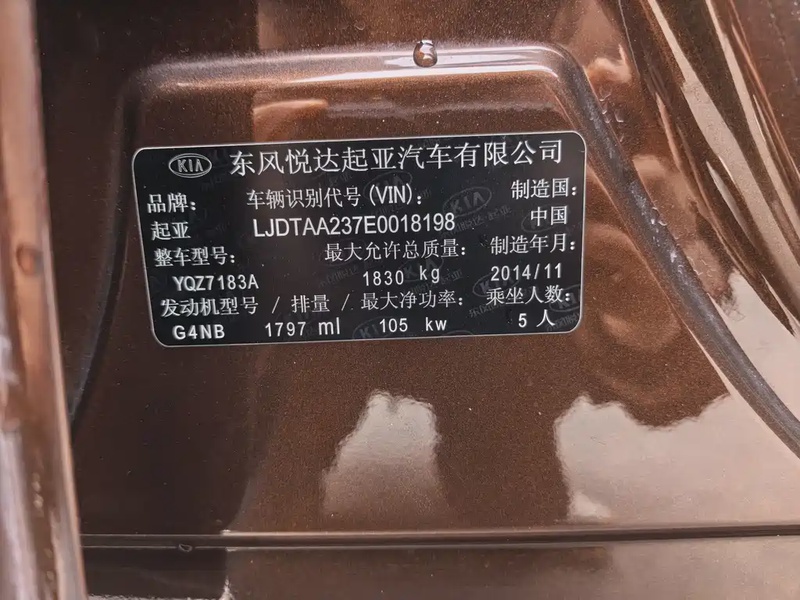 KIA 东风悦达起亚汽车有限公司
品牌： 车辆识别代号(VIN)： 制造国：
起亚 LJDTAA237E0018198 中国
整车型号： 最大允许总质量： 制造年月：
YQZ7183A 1830 kg 2014/11
发动机型号 / 排量 / 最大净功率： 乘坐人数：
G4NB 1797 ml 105 kw 5 人